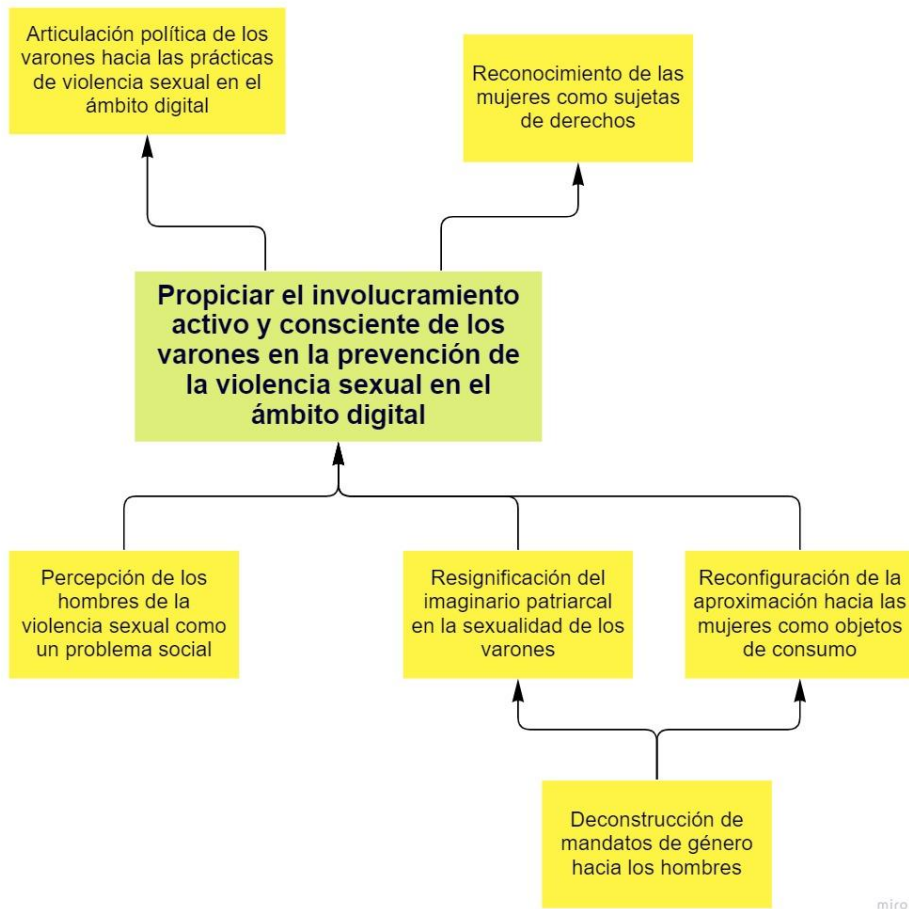 Articulación política de los
varones hacia las prácticas
de violencia sexual en el
ámbito digital
Reconocimiento de las
mujeres como sujetas
de derechos
Propiciar el involucramiento
activo y consciente de los
varones en la prevención de
la violencia sexual en el
ámbito digital
Percepción de los
hombres de la
violencia sexual como
un problema social
Resignificación del
imaginario patriarcal
en la sexualidad de los
varones
Reconfiguración de la
aproximación hacia las
mujeres como objetos
de consumo
Deconstrucción de
mandatos de género
hacia los hombres
miro